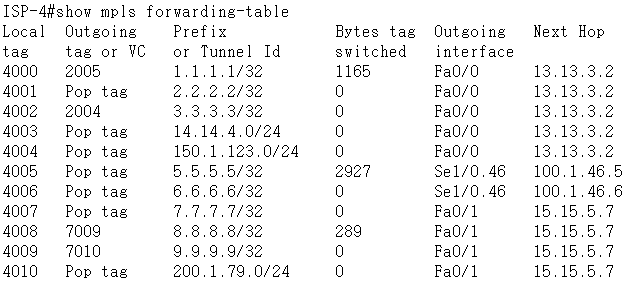 ISP-4#show mpls forwarding-table
Local Outgoing Prefix Bytes tag Outgoing Next Hop
tag tag or VC or Tunnel Id switched interface
4000 2005 1.1.1.1/32 1165 Fa0/0 13.13.3.2
4001 Pop tag 2.2.2.2/32 0 Fa0/0 13.13.3.2
4002 2004 3.3.3.3/32 0 Fa0/0 13.13.3.2
4003 Pop tag 14.14.4.0/24 0 Fa0/0 13.13.3.2
4004 Pop tag 150.1.123.0/24 0 Fa0/0 13.13.3.2
4005 Pop tag 5.5.5.5/32 2927 Se1/0.46 100.1.46.5
4006 Pop tag 6.6.6.6/32 0 Se1/0.46 100.1.46.6
4007 Pop tag 7.7.7.7/32 0 Fa0/1 15.15.5.7
4008 7009 8.8.8.8/32 289 Fa0/1 15.15.5.7
4009 7010 9.9.9.9/32 0 Fa0/1 15.15.5.7
4010 Pop tag 200.1.79.0/24 0 Fa0/1 15.15.5.7